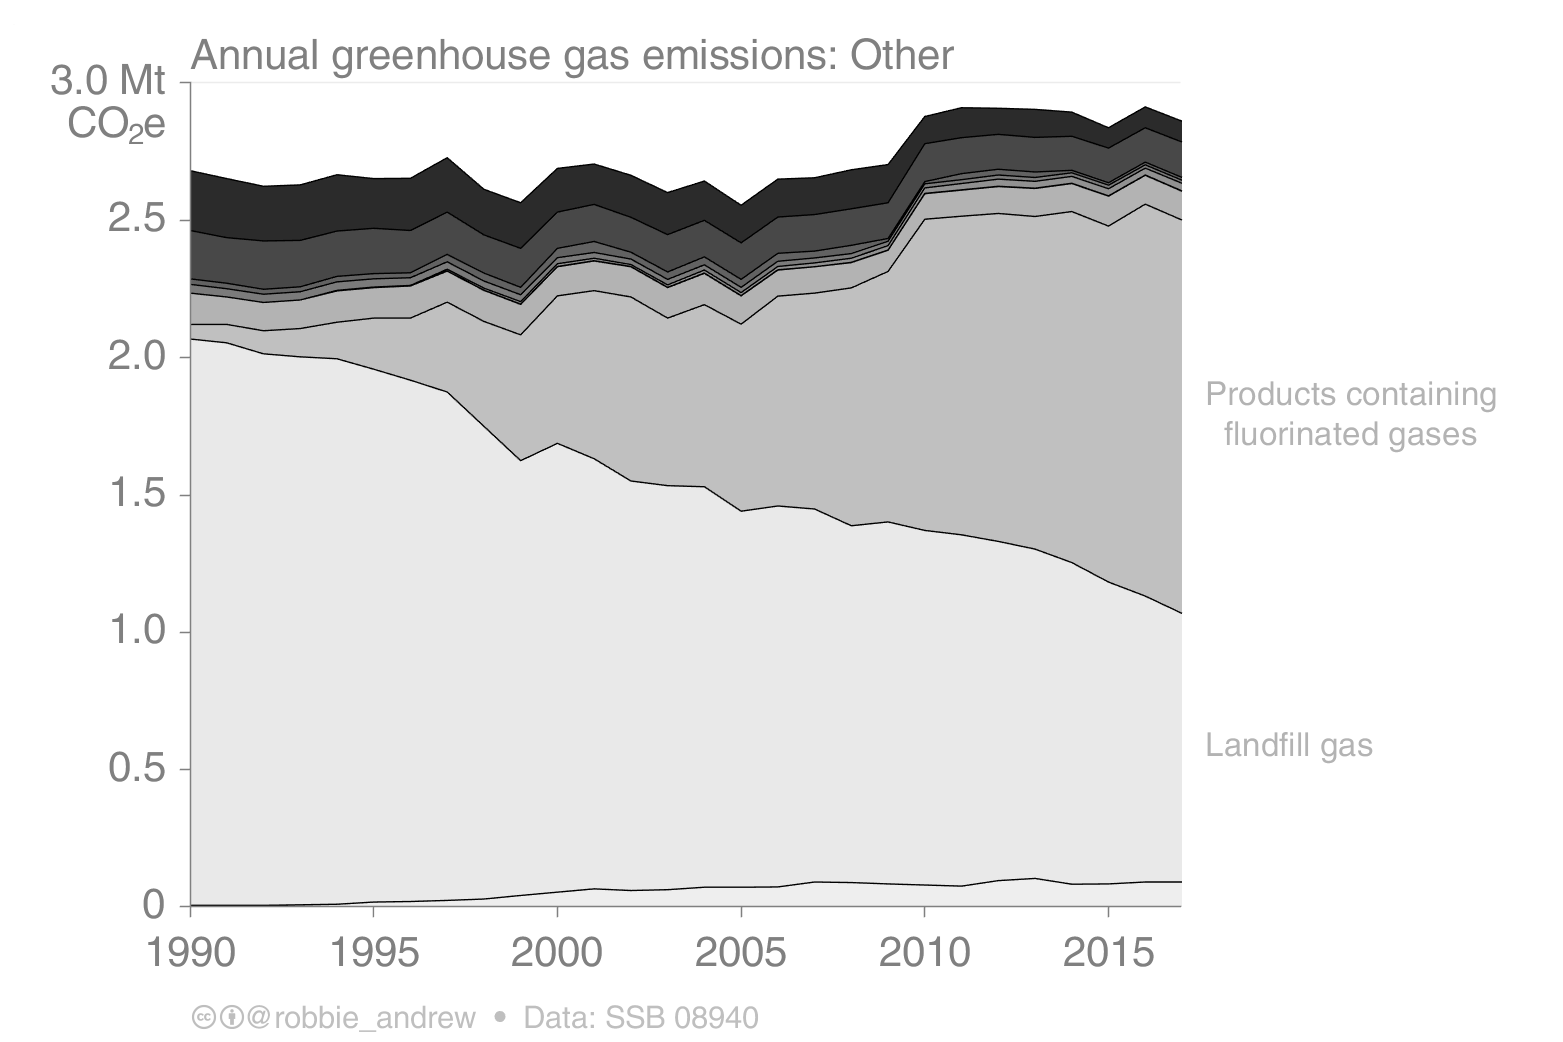 Annual greenhouse gas emissions: Other
3.0 Mt
CO₂e
2.5
2.0
1.5
1.0
0.5
0
1990 1995 2000 2005 2010 2015
Products containing
fluorinated gases
Landfill gas
@robbie_andrew • Data: SSB 08940